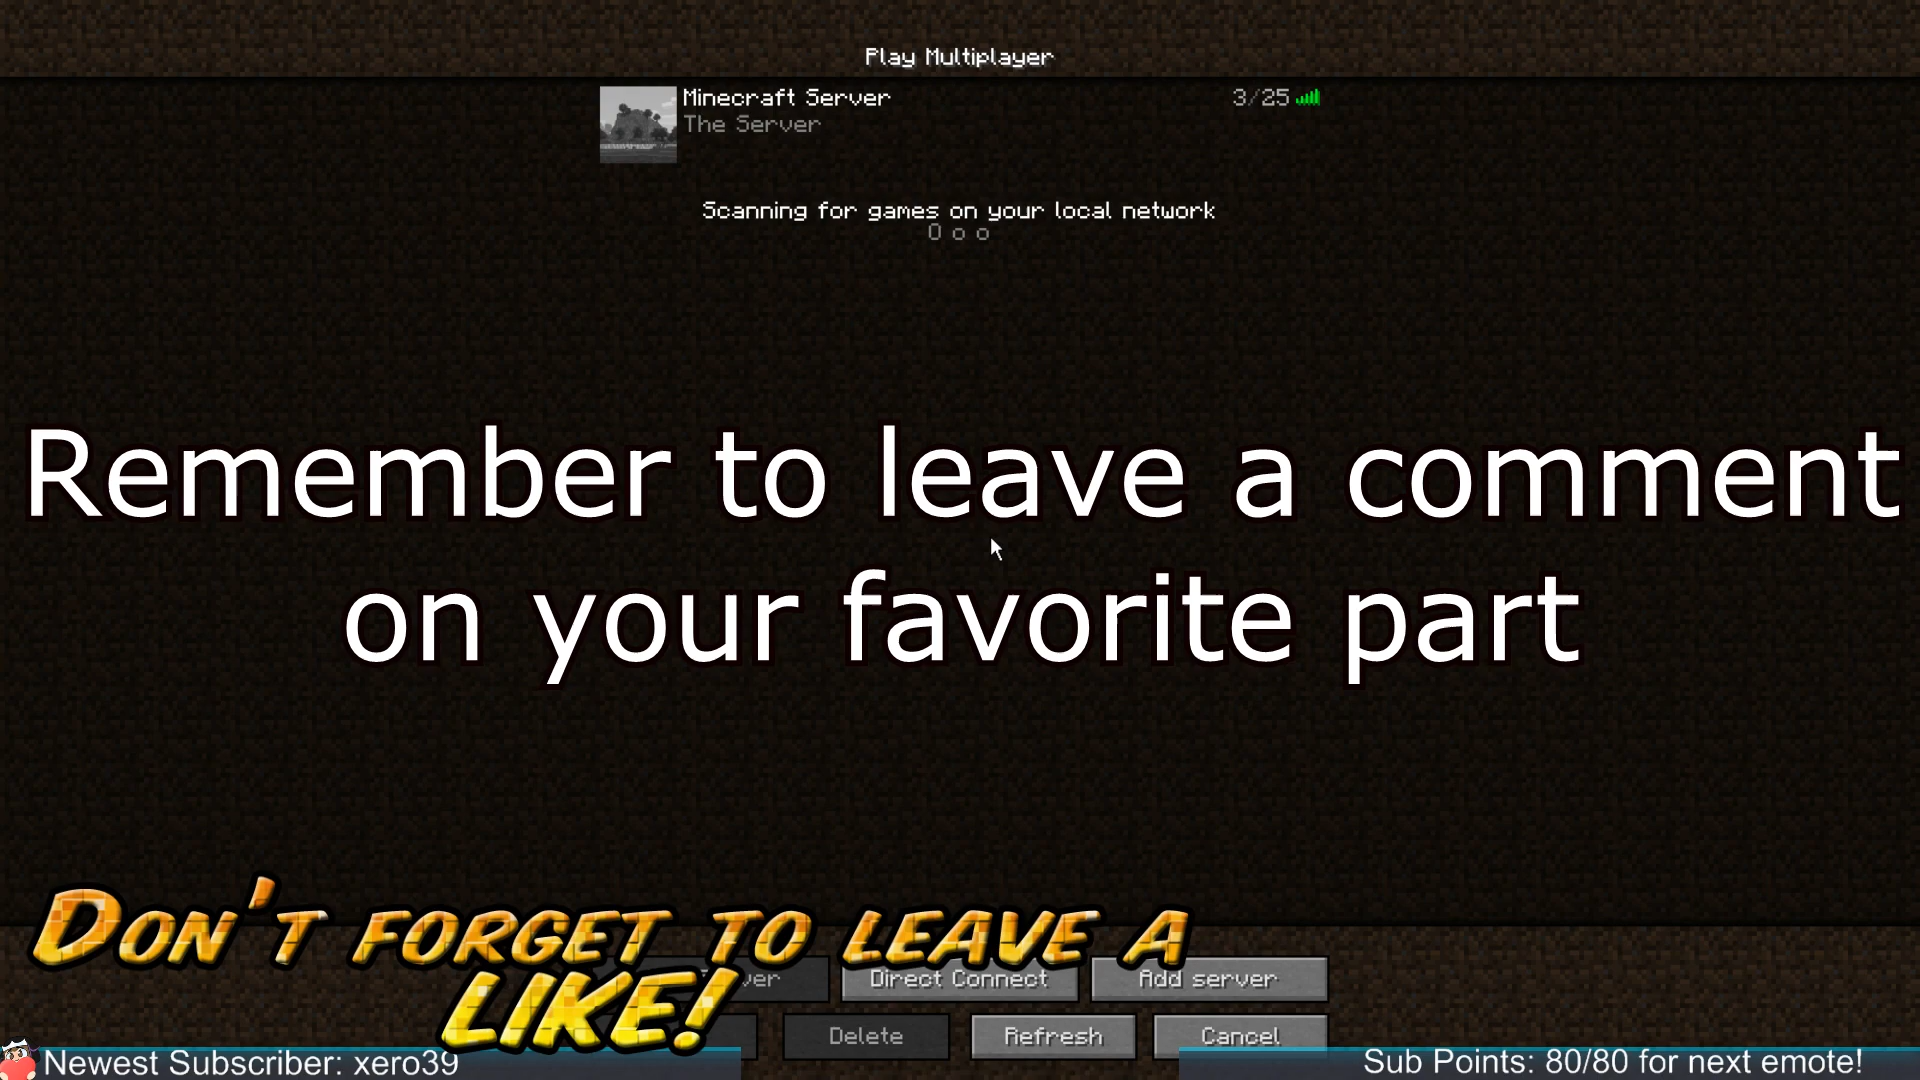 Play Multiplayer
Minecraft Server
3/25
The Server
Scanning for games on your local network
O o o
Remember to leave a comment
on your favorite part
DON'T FORGET TO LEAVE A
LIKE!
Direct Connect
Add server
Delete
Refresh
Cancel
Newest Subscriber: xero39
Sub Points: 80/80 for next emote!